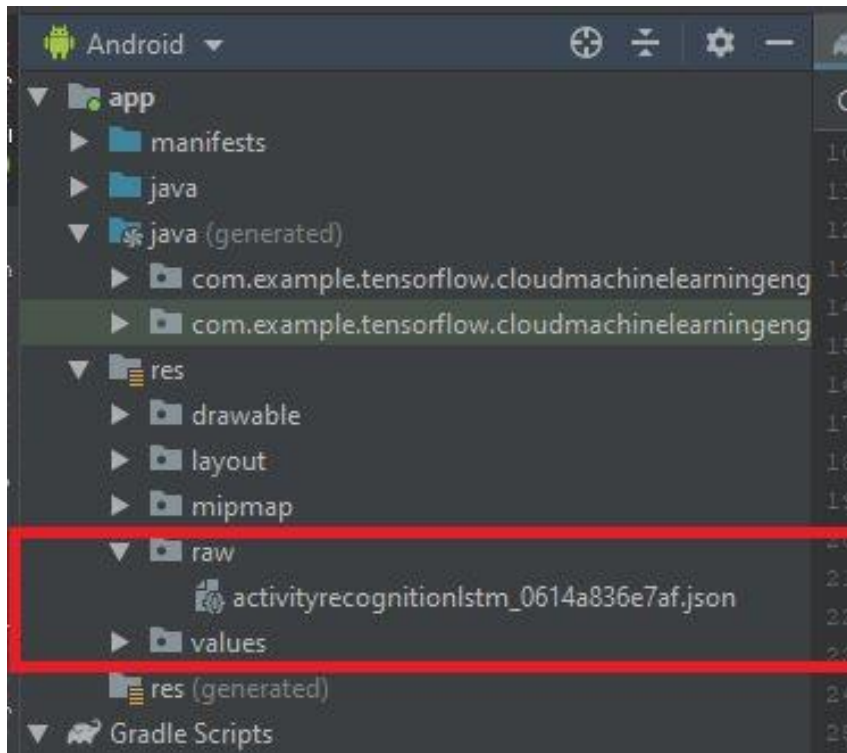 Android
app
manifests
java
java (generated)
com.example.tensorflow.cloudmachinelearningeng
com.example.tensorflow.cloudmachinelearningeng
res
drawable
layout
mipmap
raw
activityrecognitionlstm_0614a836e7af.json
values
res (generated)
Gradle Scripts